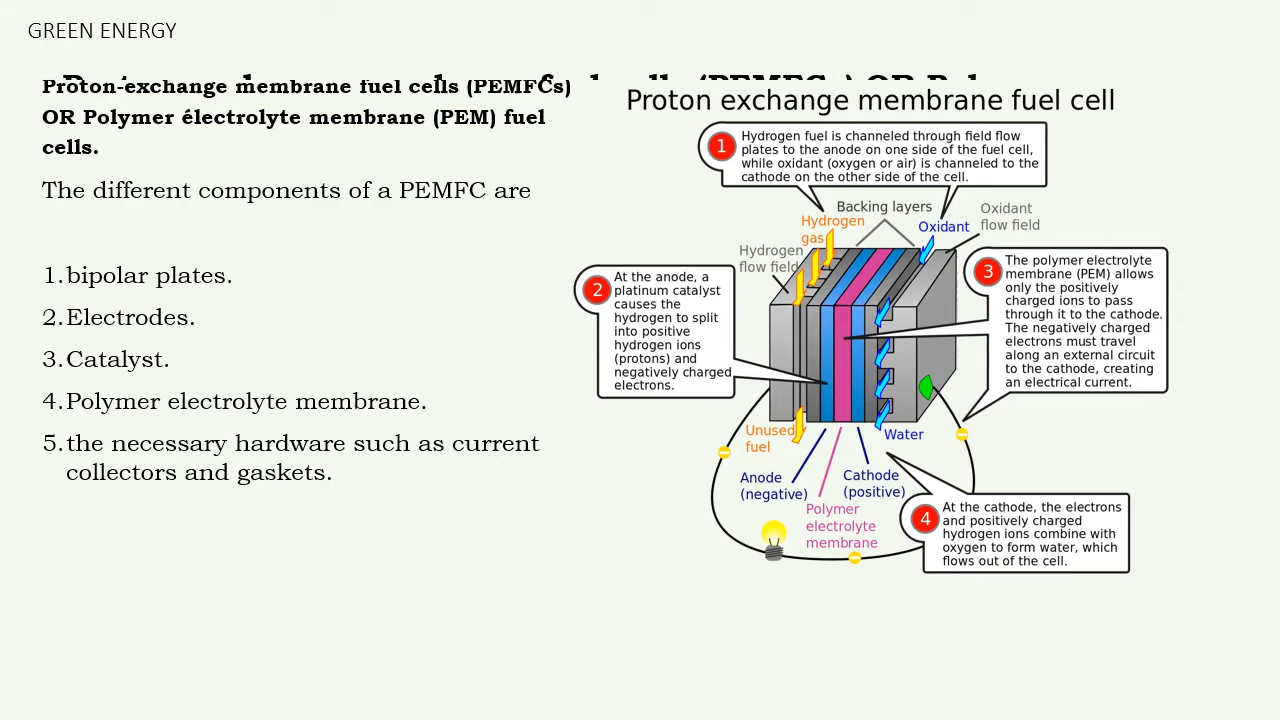 GREEN ENERGY
Proton-exchange membrane fuel cells (PEMFCs)
OR Polymer électrolyte membrane (PEM) fuel
cells.
The different components of a PEMFC are
1. bipolar plates.
2. Electrodes.
3. Catalyst.
4. Polymer electrolyte membrane.
5. the necessary hardware such as current
collectors and gaskets.
Proton exchange membrane fuel cell
1
Hydrogen fuel is channeled through field flow
plates to the anode on one side of the fuel cell,
while oxidant (oxygen or air) is channeled to the
cathode on the other side of the cell.
Backing layers
Oxidant
flow field
Hydrogen
gas
Oxidant
Hydrogen
flow field
2
At the anode, a
platinum catalyst
causes the
hydrogen to split
into positive
hydrogen ions
(protons) and
negatively charged
electrons.
3
The polymer electrolyte
membrane (PEM) allows
only the positively
charged ions to pass
through it to the cathode.
The negatively charged
electrons must travel
along an external circuit
to the cathode, creating
an electrical current.
Unused
fuel
Water
Anode
(negative)
Cathode
(positive)
Polymer
electrolyte
membrane
4
At the cathode, the electrons
and positively charged
hydrogen ions combine with
oxygen to form water, which
flows out of the cell.